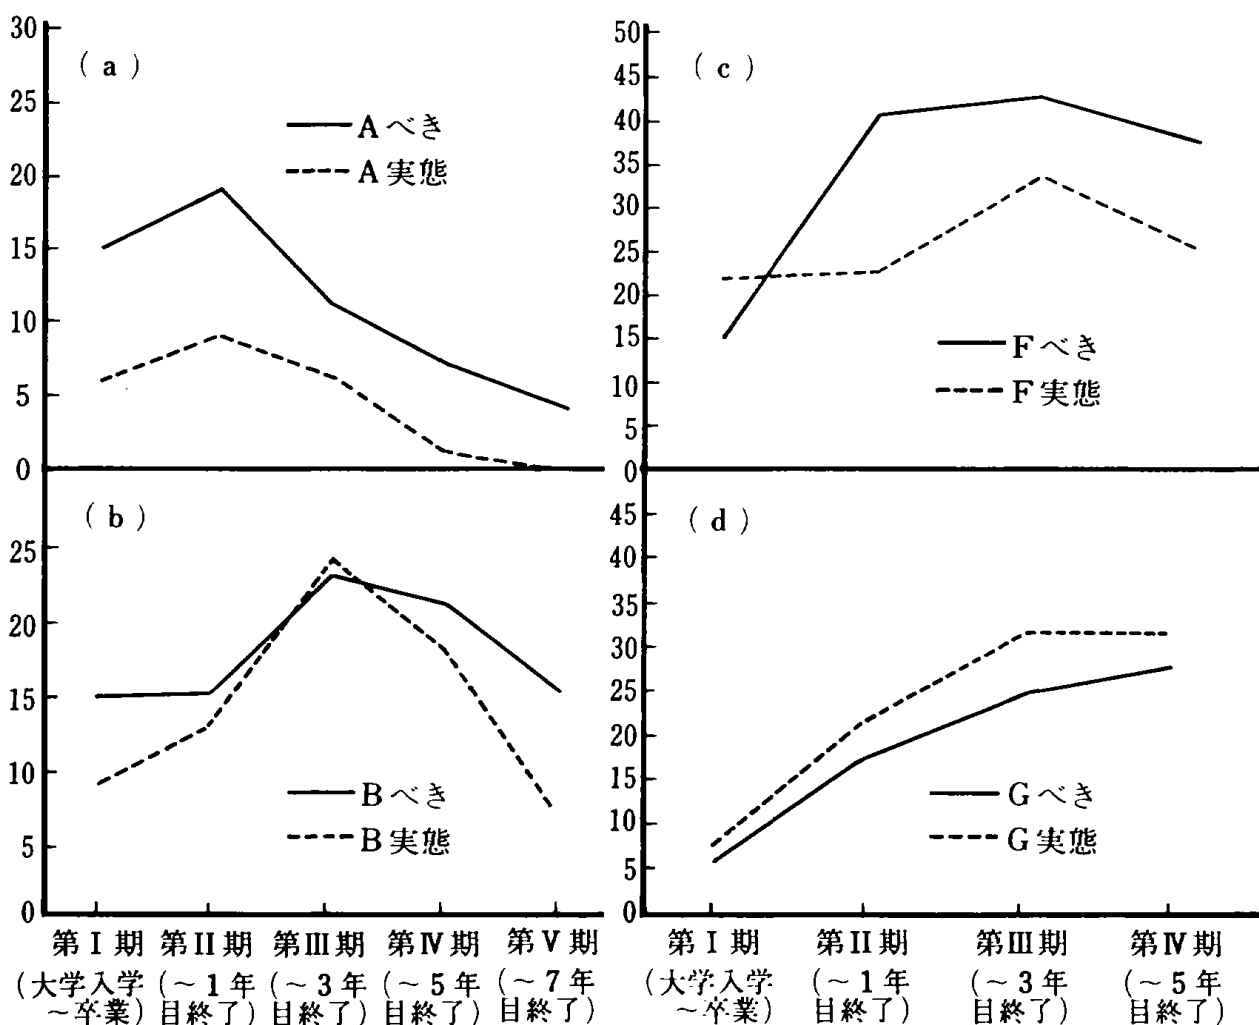 30
25
20
15
10
5
0
(a)
Aべき
A実態
25
20
15
10
5
0
(b)
Bべき
B実態
第Ⅰ期 第Ⅱ期 第Ⅲ期 第Ⅳ期 第Ⅴ期
(大学入学 (～1年 (～3年 (～5年 (～7年
～卒業) 目終了) 目終了) 目終了) 目終了)
50
45
40
35
30
25
20
15
10
5
0
(c)
Fべき
F実態
45
40
35
30
25
20
15
10
5
0
(d)
Gべき
G実態
第Ⅰ期 第Ⅱ期 第Ⅲ期 第Ⅳ期
(大学入学 (～1年 (～3年 (～5年
～卒業) 目終了) 目終了) 目終了)